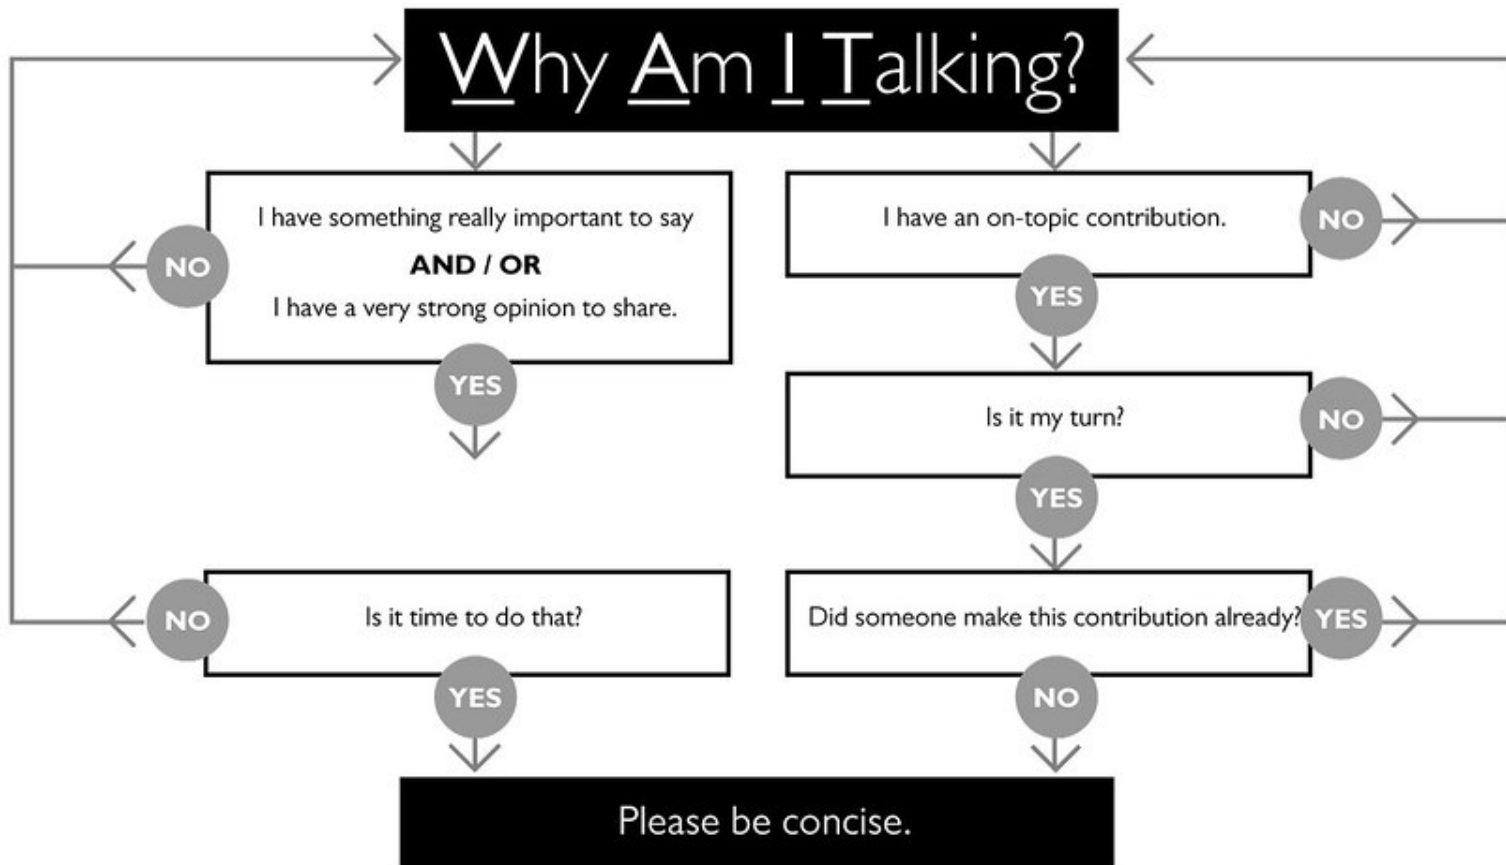 Why Am I Talking?
I have something really important to say
AND / OR
I have a very strong opinion to share.
NO
YES
Is it time to do that?
NO
YES
I have an on-topic contribution.
NO
YES
Is it my turn?
NO
YES
Did someone make this contribution already?
YES
NO
Please be concise.